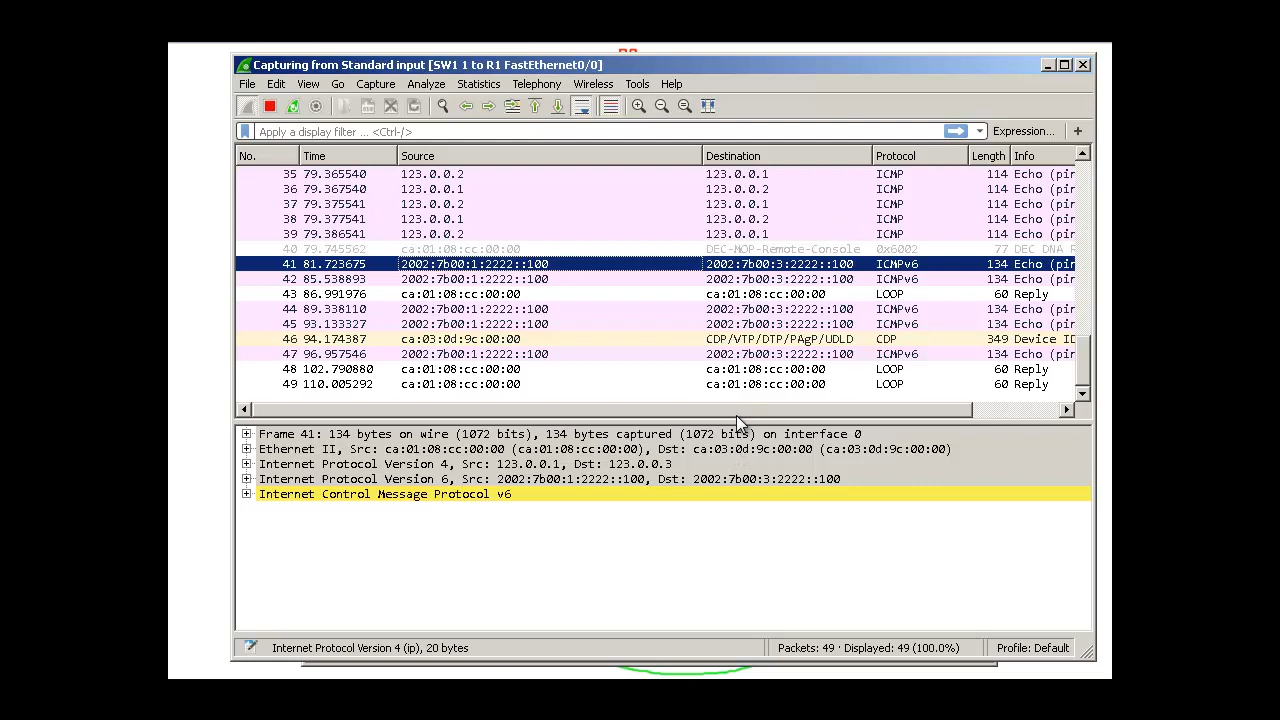 Capturing from Standard input [SW1 1 to R1 FastEthernet0/0]
File Edit View Go Capture Analyze Statistics Telephony Wireless Tools Help
Apply a display filter ... <Ctrl-/> Expression... +
No. Time Source Destination Protocol Length Info
35 79.365540 123.0.0.2 123.0.0.1 ICMP 114 Echo (pin
36 79.367540 123.0.0.1 123.0.0.2 ICMP 114 Echo (pin
37 79.375541 123.0.0.2 123.0.0.1 ICMP 114 Echo (pin
38 79.377541 123.0.0.1 123.0.0.2 ICMP 114 Echo (pin
39 79.386541 123.0.0.2 123.0.0.1 ICMP 114 Echo (pin
40 79.745562 ca:01:08:cc:00:00 DEC-MOP-Remote-Console 0x6002 77 DEC DNA R
41 81.723675 2002:7b00:1:2222::100 2002:7b00:3:2222::100 ICMPv6 134 Echo (pin
42 85.538893 2002:7b00:1:2222::100 2002:7b00:3:2222::100 ICMPv6 134 Echo (pin
43 86.991976 ca:01:08:cc:00:00 ca:01:08:cc:00:00 LOOP 60 Reply
44 89.338110 2002:7b00:1:2222::100 2002:7b00:3:2222::100 ICMPv6 134 Echo (pin
45 93.133327 2002:7b00:1:2222::100 2002:7b00:3:2222::100 ICMPv6 134 Echo (pin
46 94.174387 ca:03:0d:9c:00:00 CDP/VTP/DTP/PAgP/UDLD CDP 349 Device ID
47 96.957546 2002:7b00:1:2222::100 2002:7b00:3:2222::100 ICMPv6 134 Echo (pin
48 102.790880 ca:01:08:cc:00:00 ca:01:08:cc:00:00 LOOP 60 Reply
49 110.005292 ca:01:08:cc:00:00 ca:01:08:cc:00:00 LOOP 60 Reply
Frame 41: 134 bytes on wire (1072 bits), 134 bytes captured (1072 bits) on interface 0
Ethernet II, Src: ca:01:08:cc:00:00 (ca:01:08:cc:00:00), Dst: ca:03:0d:9c:00:00 (ca:03:0d:9c:00:00)
Internet Protocol Version 4, Src: 123.0.0.1, Dst: 123.0.0.3
Internet Protocol Version 6, Src: 2002:7b00:1:2222::100, Dst: 2002:7b00:3:2222::100
Internet Control Message Protocol v6
Internet Protocol Version 4 (ip), 20 bytes Packets: 49 · Displayed: 49 (100.0%) Profile: Default